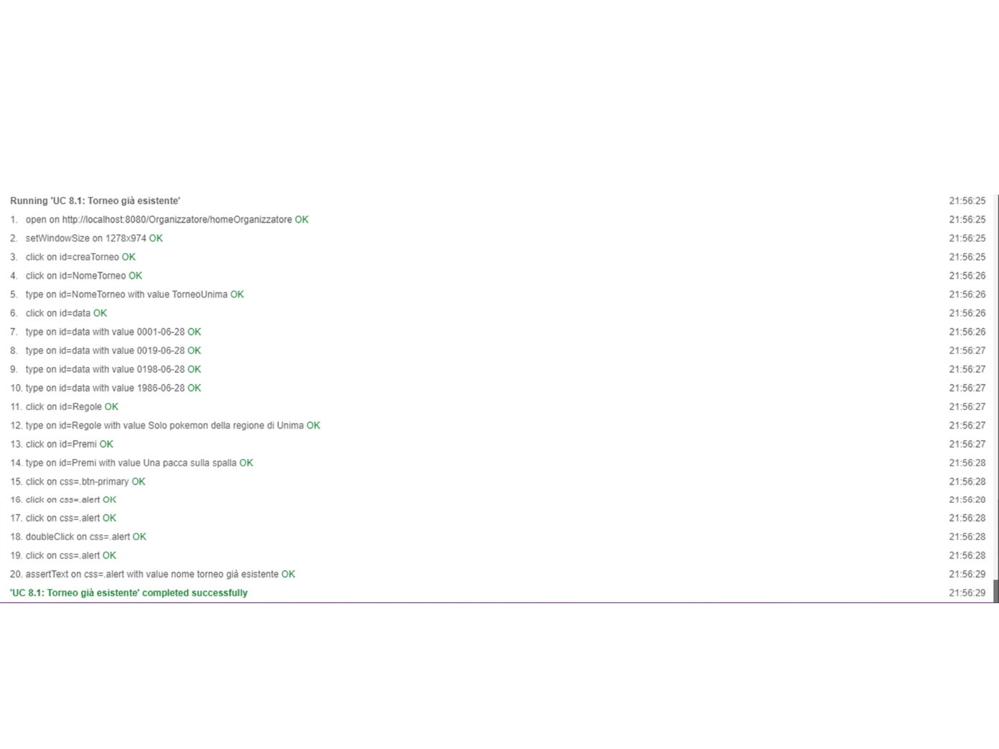 Running 'UC 8.1: Torneo già esistente' 21:56:25
1. open on http://localhost:8080/Organizzatore/homeOrganizzatore OK 21:56:25
2. setWindowSize on 1278x974 OK 21:56:25
3. click on id=creaTorneo OK 21:56:25
4. click on id=NomeTorneo OK 21:56:26
5. type on id=NomeTorneo with value TorneoUnima OK 21:56:26
6. click on id=data OK 21:56:26
7. type on id=data with value 0001-06-28 OK 21:56:26
8. type on id=data with value 0019-06-28 OK 21:56:27
9. type on id=data with value 0198-06-28 OK 21:56:27
10. type on id=data with value 1986-06-28 OK 21:56:27
11. click on id=Regole OK 21:56:27
12. type on id=Regole with value Solo pokemon della regione di Unima OK 21:56:27
13. click on id=Premi OK 21:56:27
14. type on id=Premi with value Una pacca sulla spalla OK 21:56:28
15. click on css=.btn-primary OK 21:56:28
16. click on css=.alert OK 21:56:28
17. click on css=.alert OK 21:56:28
18. doubleClick on css=.alert OK 21:56:28
19. click on css=.alert OK 21:56:28
20. assertText on css=.alert with value nome torneo già esistente OK 21:56:29
'UC 8.1: Torneo già esistente' completed successfully 21:56:29